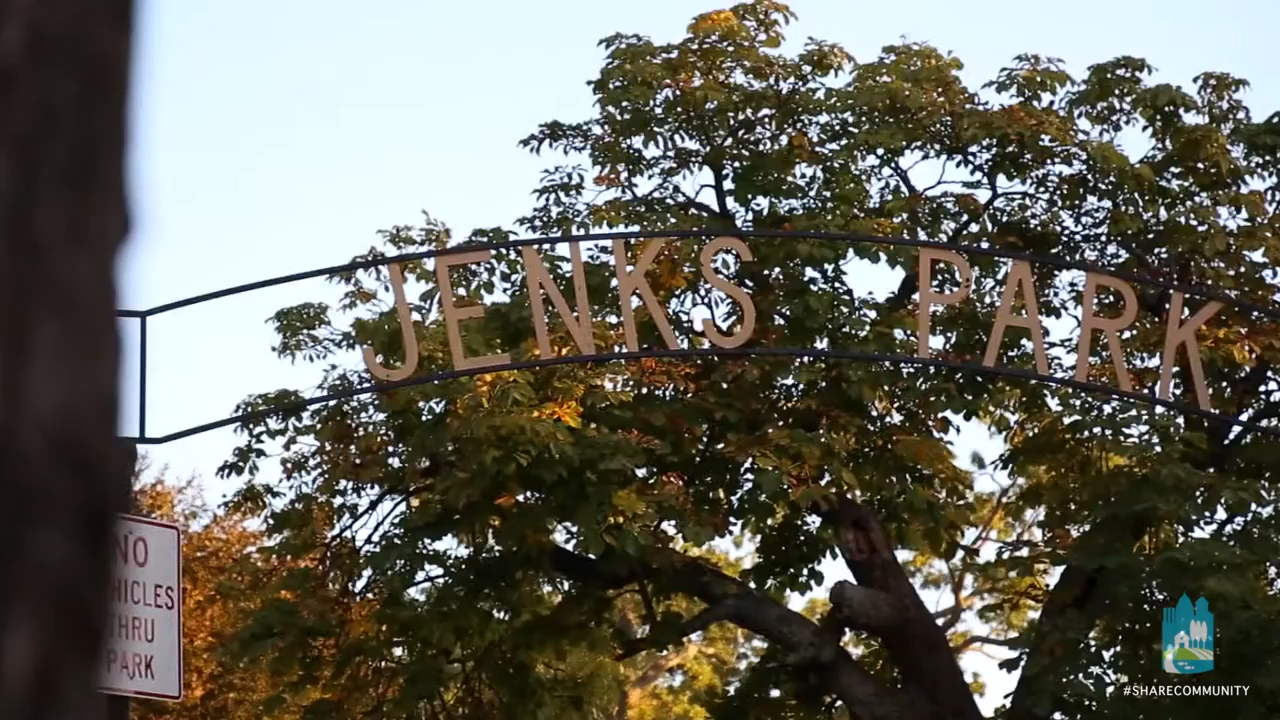 JENKS PARK
NO
HICLES
THRU
PARK
#SHARECOMMUNITY